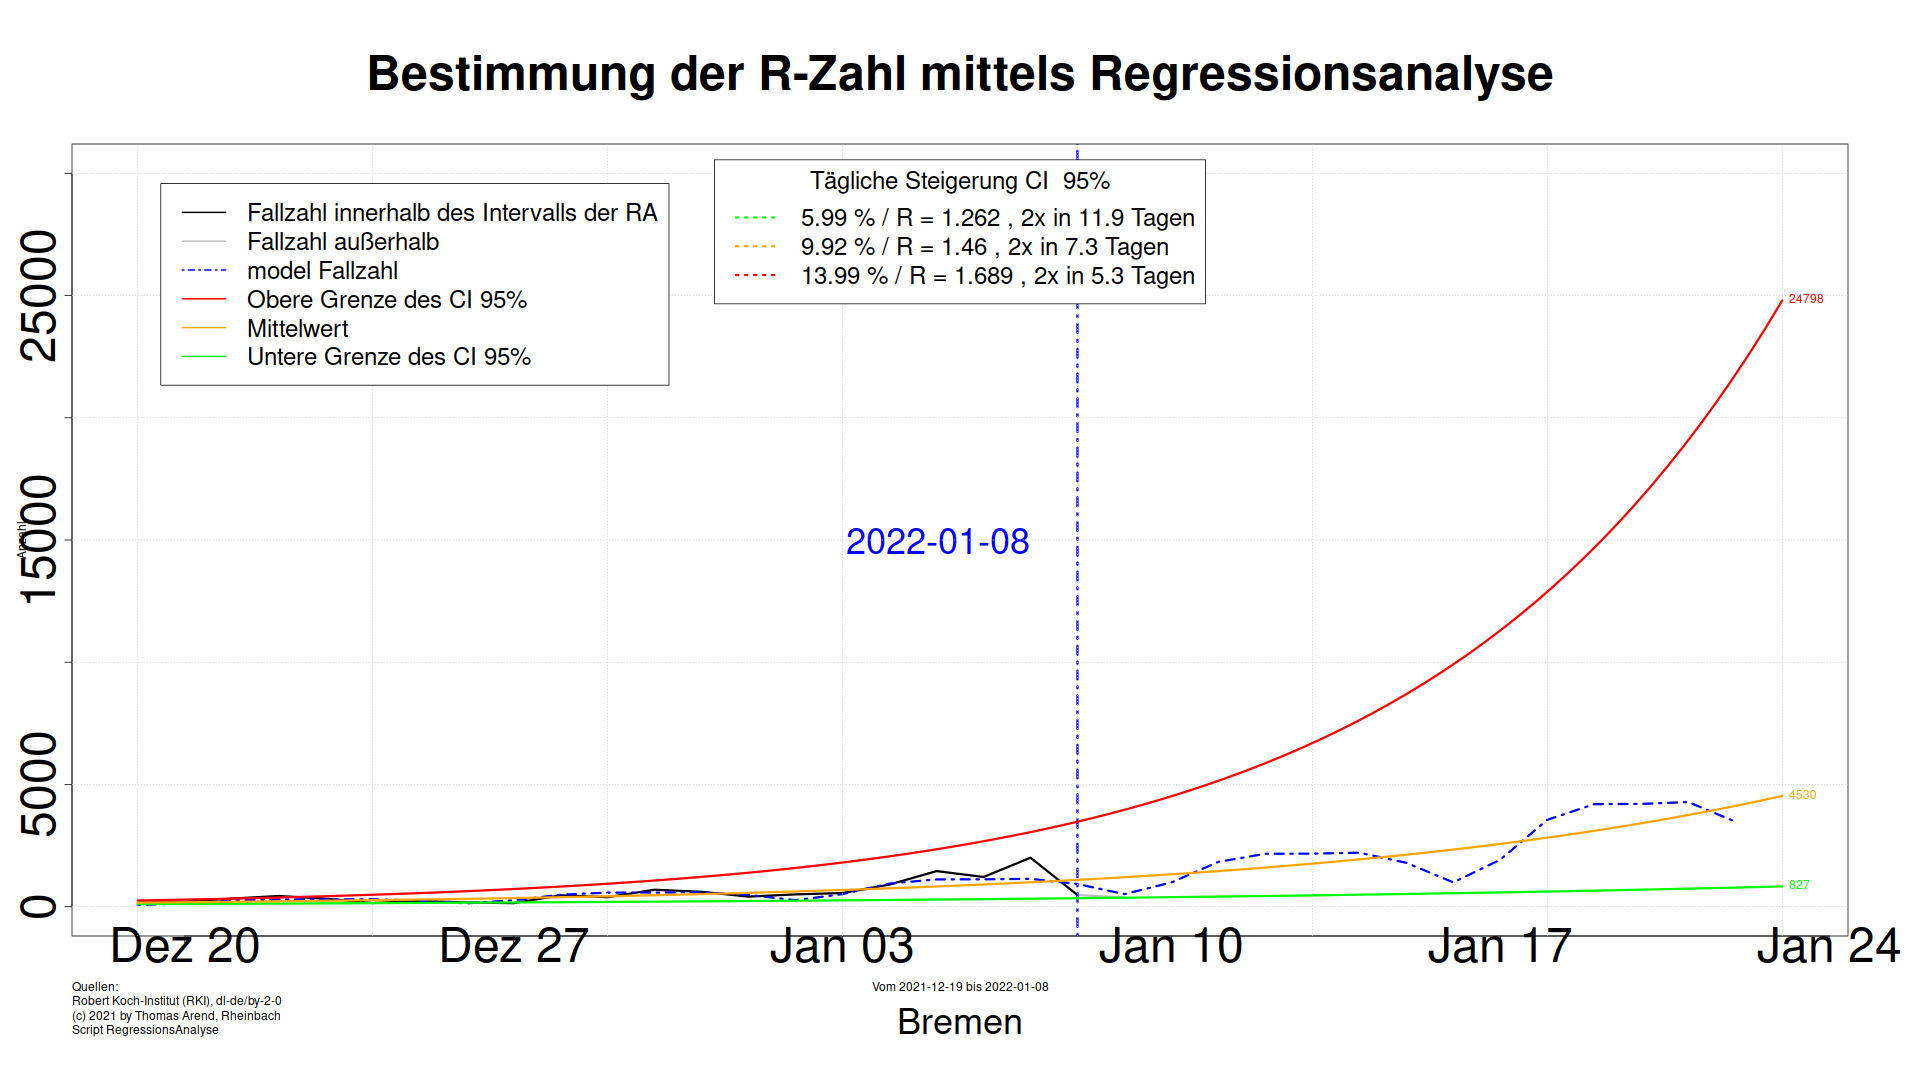 Bestimmung der R-Zahl mittels Regressionsanalyse
Fallzahl innerhalb des Intervalls der RA
Fallzahl außerhalb
model Fallzahl
Obere Grenze des CI 95%
Mittelwert
Untere Grenze des CI 95%
Tägliche Steigerung CI 95%
5.99 % / R = 1.262 , 2x in 11.9 Tagen
9.92 % / R = 1.46 , 2x in 7.3 Tagen
13.99 % / R = 1.689 , 2x in 5.3 Tagen
25000
15000
5000
0
Anzahl
2022-01-08
24798
4530
827
Dez 20
Dez 27
Jan 03
Jan 10
Jan 17
Jan 24
Quellen:
Robert Koch-Institut (RKI), dl-de/by-2-0
(c) 2021 by Thomas Arend, Rheinbach
Script RegressionsAnalyse
Vom 2021-12-19 bis 2022-01-08
Bremen